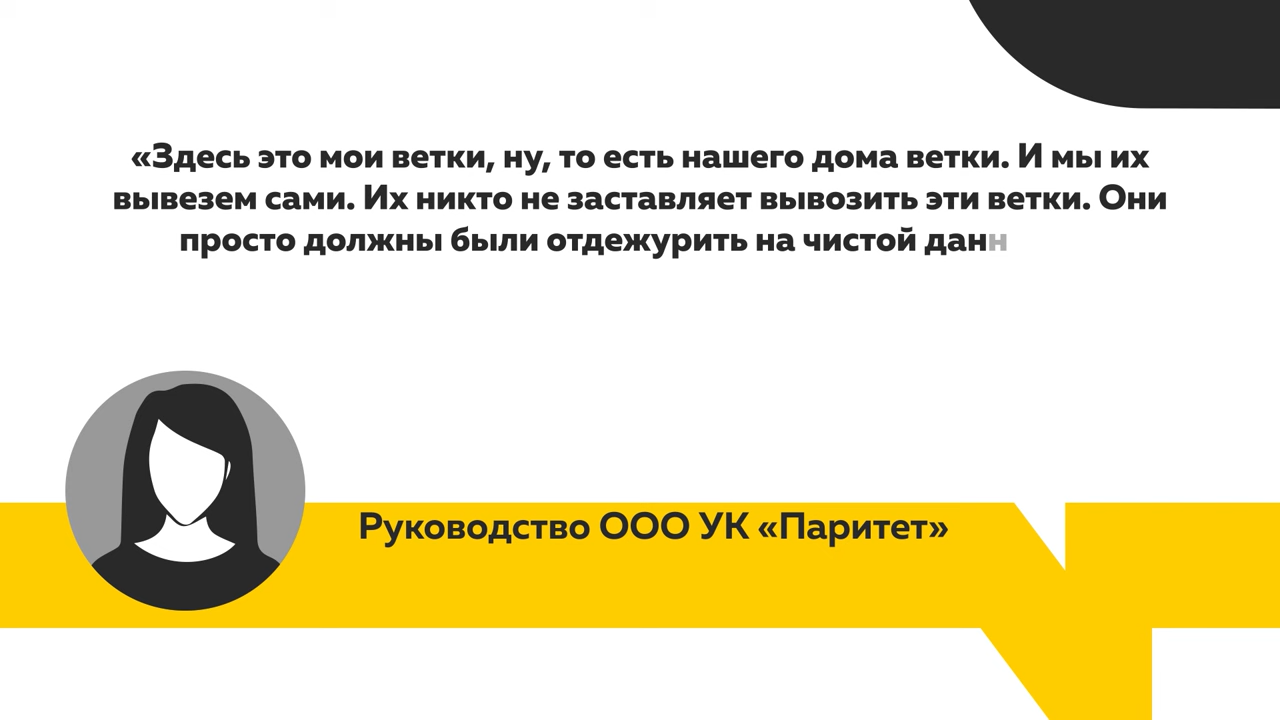 «Здесь это мои ветки, ну, то есть нашего дома ветки. И мы их
вывезем сами. Их никто не заставляет вывозить эти ветки. Они
просто должны были отдежурить на чистой данн
Руководство ООО УК «Паритет»